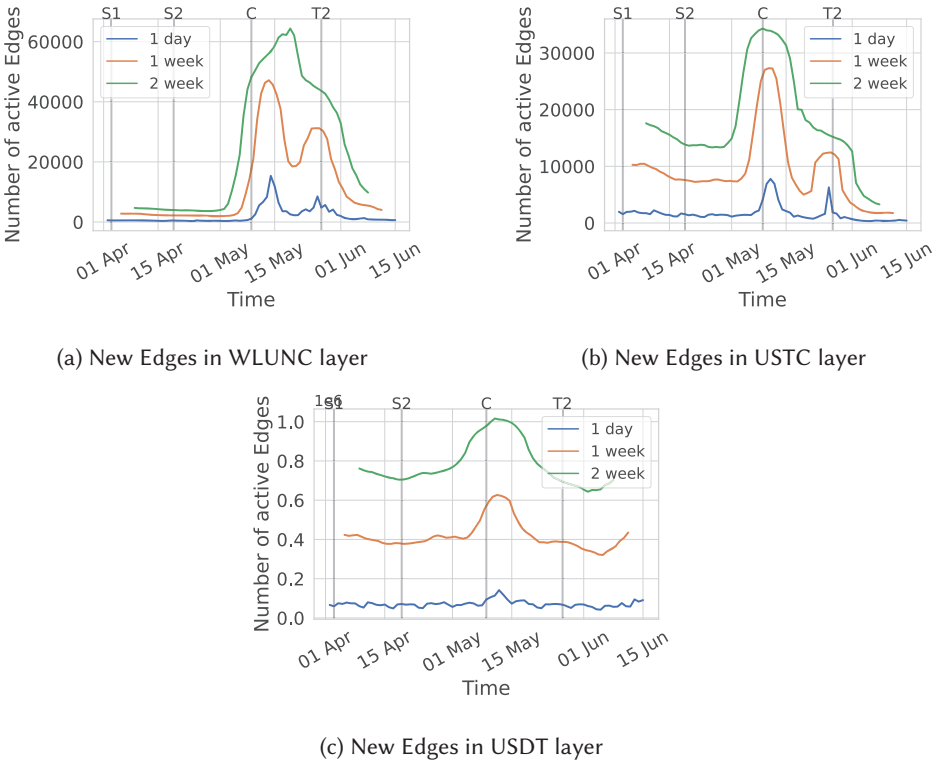 S1 S2 C T2
Number of active Edges
60000
40000
20000
0
1 day
1 week
2 week
01 Apr
15 Apr
01 May
15 May
01 Jun
15 Jun
Time
(a) New Edges in WLUNC layer
S1 S2 C T2
Number of active Edges
30000
20000
10000
0
1 day
1 week
2 week
01 Apr
15 Apr
01 May
15 May
01 Jun
15 Jun
Time
(b) New Edges in USTC layer
1e6
S1 S2 C T2
Number of active Edges
1.0
0.8
0.6
0.4
0.2
0.0
1 day
1 week
2 week
01 Apr
15 Apr
01 May
15 May
01 Jun
15 Jun
Time
(c) New Edges in USDT layer